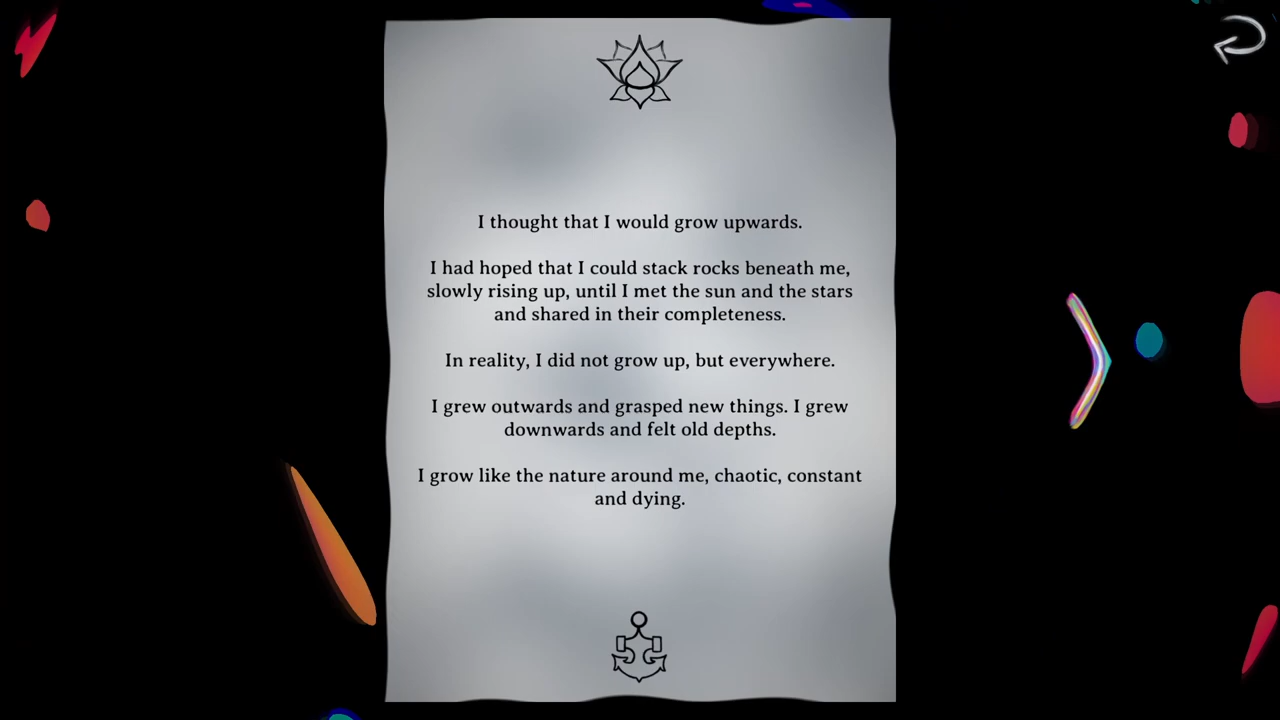 I thought that I would grow upwards.
I had hoped that I could stack rocks beneath me,
slowly rising up, until I met the sun and the stars
and shared in their completeness.
In reality, I did not grow up, but everywhere.
I grew outwards and grasped new things. I grew
downwards and felt old depths.
I grow like the nature around me, chaotic, constant
and dying.